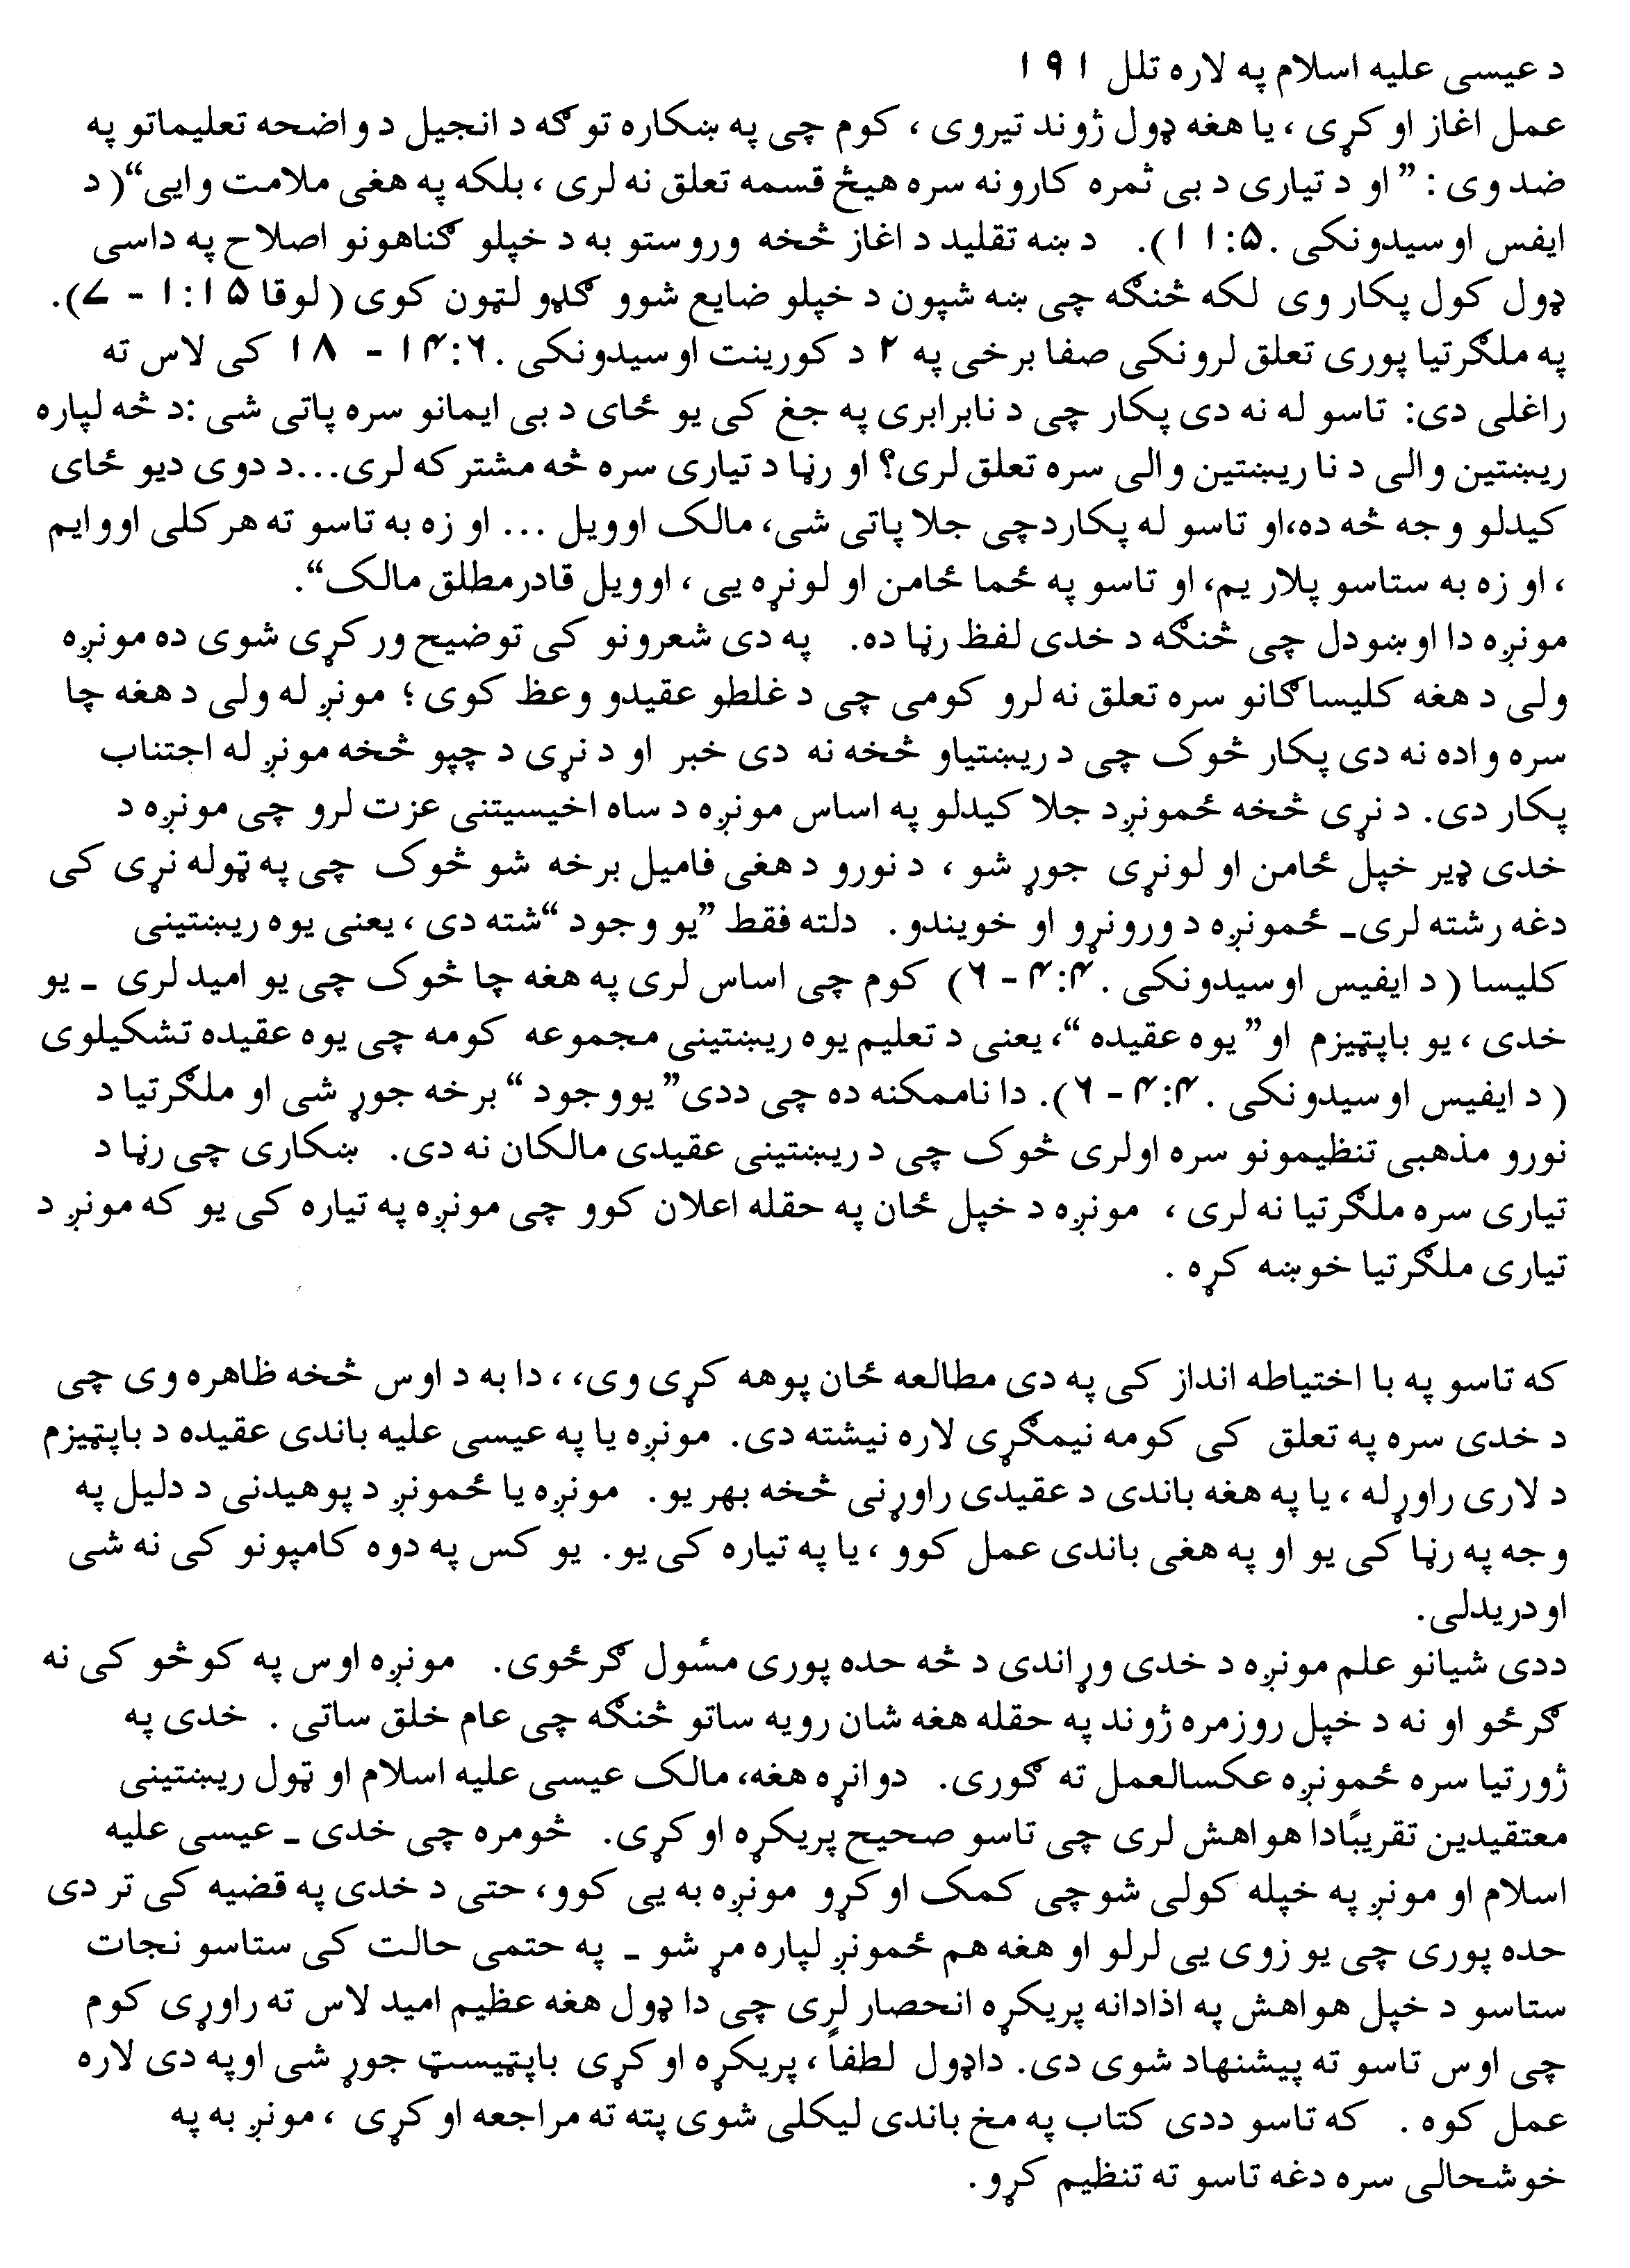 د عیسی علیه اسلام په لاره تلل ۱۹۱
عمل اغاز او کړی ، یا هغه ډول ژوند تیروی ، کوم چی په ښکاره توګه د انجیل د واضحه تعلیماتو په
ضد وی : ” او د تیاری د بی ثمره کارونه سره هیڅ قسمه تعلق نه لری ، بلکه په هغی ملامت وایی“( د
ایفس اوسیدونکی .۵:۱۱). د ښه تقلید د اغاز څخه وروستو به د خپلو ګناهونو اصلاح په داسی
ډول کول پکار وی لکه څنګه چی ښه شپون د خپلو ضایع شوو ګډو لټون کوی ( لوقا ۱۵:۱ - ۷).
په ملګرتیا پوری تعلق لرونکی صفا برخی په ۲ د کورینت اوسیدونکی .۱۴:۶ - ۱۸ کی لاس ته
راغلی دی: تاسو له نه دی پکار چی د نابرابری په جغ کی یو ځای د بی ایمانو سره پاتی شی :د څه لپاره
ریښتین والی د نا ریښتین والی سره تعلق لری؟ او رڼا د تیاری سره څه مشترکه لری...د دوی دیو ځای
کیدلو وجه څه ده،او تاسو له پکاردچی جلا پاتی شی، مالک اوویل ... او زه به تاسو ته هرکلی اووایم
، او زه به ستاسو پلار یم، او تاسو په ځما ځامن او لونړه یی ، اوویل قادرمطلق مالک“.
مونږه دا اوښودل چی څنګه د خدی لفظ رڼا ده. په دی شعرونو کی توضیح ورکړی شوی ده مونږه
ولی د هغه کلیساګانو سره تعلق نه لرو کومی چی د غلطو عقیدو وعظ کوی ؛ مونږ له ولی د هغه چا
سره واده نه دی پکار څوک چی د ریښتیاو څخه نه دی خبر او د نړی د چپو څخه مونږ له اجتناب
پکار دی. د نړی څخه ځمونږد جلا کیدلو په اساس مونږه د ساه اخیسیتنی عزت لرو چی مونږه د
خدی ډیر خپل ځامن او لونړی جوړ شو ، د نورو د هغی فامیل برخه شو څوک چی په ټوله نړی کی
دغه رشته لری_ ځمونږه د ورونړو او خویندو. دلته فقط ”یو وجود “شته دی ، یعنی یوه ریښتینی
کلیسا ( د ایفیس اوسیدونکی .۴:۴ - ۶) کوم چی اساس لری په هغه چا څوک چی یو امید لری _ یو
خدی ، یو باپټیزم او” یوه عقیده “، یعنی د تعلیم یوه ریښتینی مجموعه کومه چی یوه عقیده تشکیلوی
( د ایفیس اوسیدونکی .۴:۴ - ۶). دا ناممکنه ده چی ددی” یووجود “ برخه جوړ شی او ملګرتیا د
نورو مذهبی تنظیمونو سره اولری څوک چی د ریښتینی عقیدی مالکان نه دی. ښکاری چی رڼا د
تیاری سره ملګرتیا نه لری ، مونږه د خپل ځان په حقله اعلان کوو چی مونږه په تیاره کی یو که مونږ د
تیاری ملګرتیا خوښه کړه .
که تاسو په با اختیاطه انداز کی په دی مطالعه ځان پوهه کړی وی، ، دا به د اوس څخه ظاهره وی چی
د خدی سره په تعلق کی کومه نیمګړی لاره نیشته دی. مونږه یا په عیسی علیه باندی عقیده د باپټیزم
د لاری راوړله ، یا په هغه باندی د عقیدی راوړنی څخه بهر یو. مونږه یا ځمونږ د پوهیدنی د دلیل په
وجه په رڼا کی یو او په هغی باندی عمل کوو ، یا په تیاره کی یو. یو کس په دوه کامپونو کی نه شی
اودریدلی.
ددی شیانو علم مونږه د خدی وړاندی د څه حده پوری مسٔول ګرځوی. مونږه اوس په کوڅو کی نه
ګرځو او نه د خپل روزمره ژوند په حقله هغه شان رویه ساتو څنګه چی عام خلق ساتی . خدی په
ژورتیا سره ځمونږه عکسالعمل ته ګوری. دوانړه هغه، مالک عیسی علیه اسلام او ټول ریښتینی
معتقیدین تقریبًادا هواهش لری چی تاسو صحیح پریکړه اوکړی. څومره چی خدی _ عیسی علیه
اسلام او مونږ په خپله کولی شوچی کمک اوکړو مونږه به یی کوو، حتی د خدی په قضیه کی تر دی
حده پوری چی یو زوی یی لرلو او هغه هم ځمونږ لپاره مړ شو _ په حتمی حالت کی ستاسو نجات
ستاسو د خپل هواهش په اذادانه پریکړه انحصار لری چی دا ډول هغه عظیم امید لاس ته راوړی کوم
چی اوس تاسو ته پیشنهاد شوی دی. داډول لطفاً ، پریکړه اوکړی باپټیسټ جوړ شی اوپه دی لاره
عمل کوه . که تاسو ددی کتاب په مخ باندی لیکلی شوی پته ته مراجعه اوکړی ، مونږ به په
خوشحالی سره دغه تاسو ته تنظیم کړو.